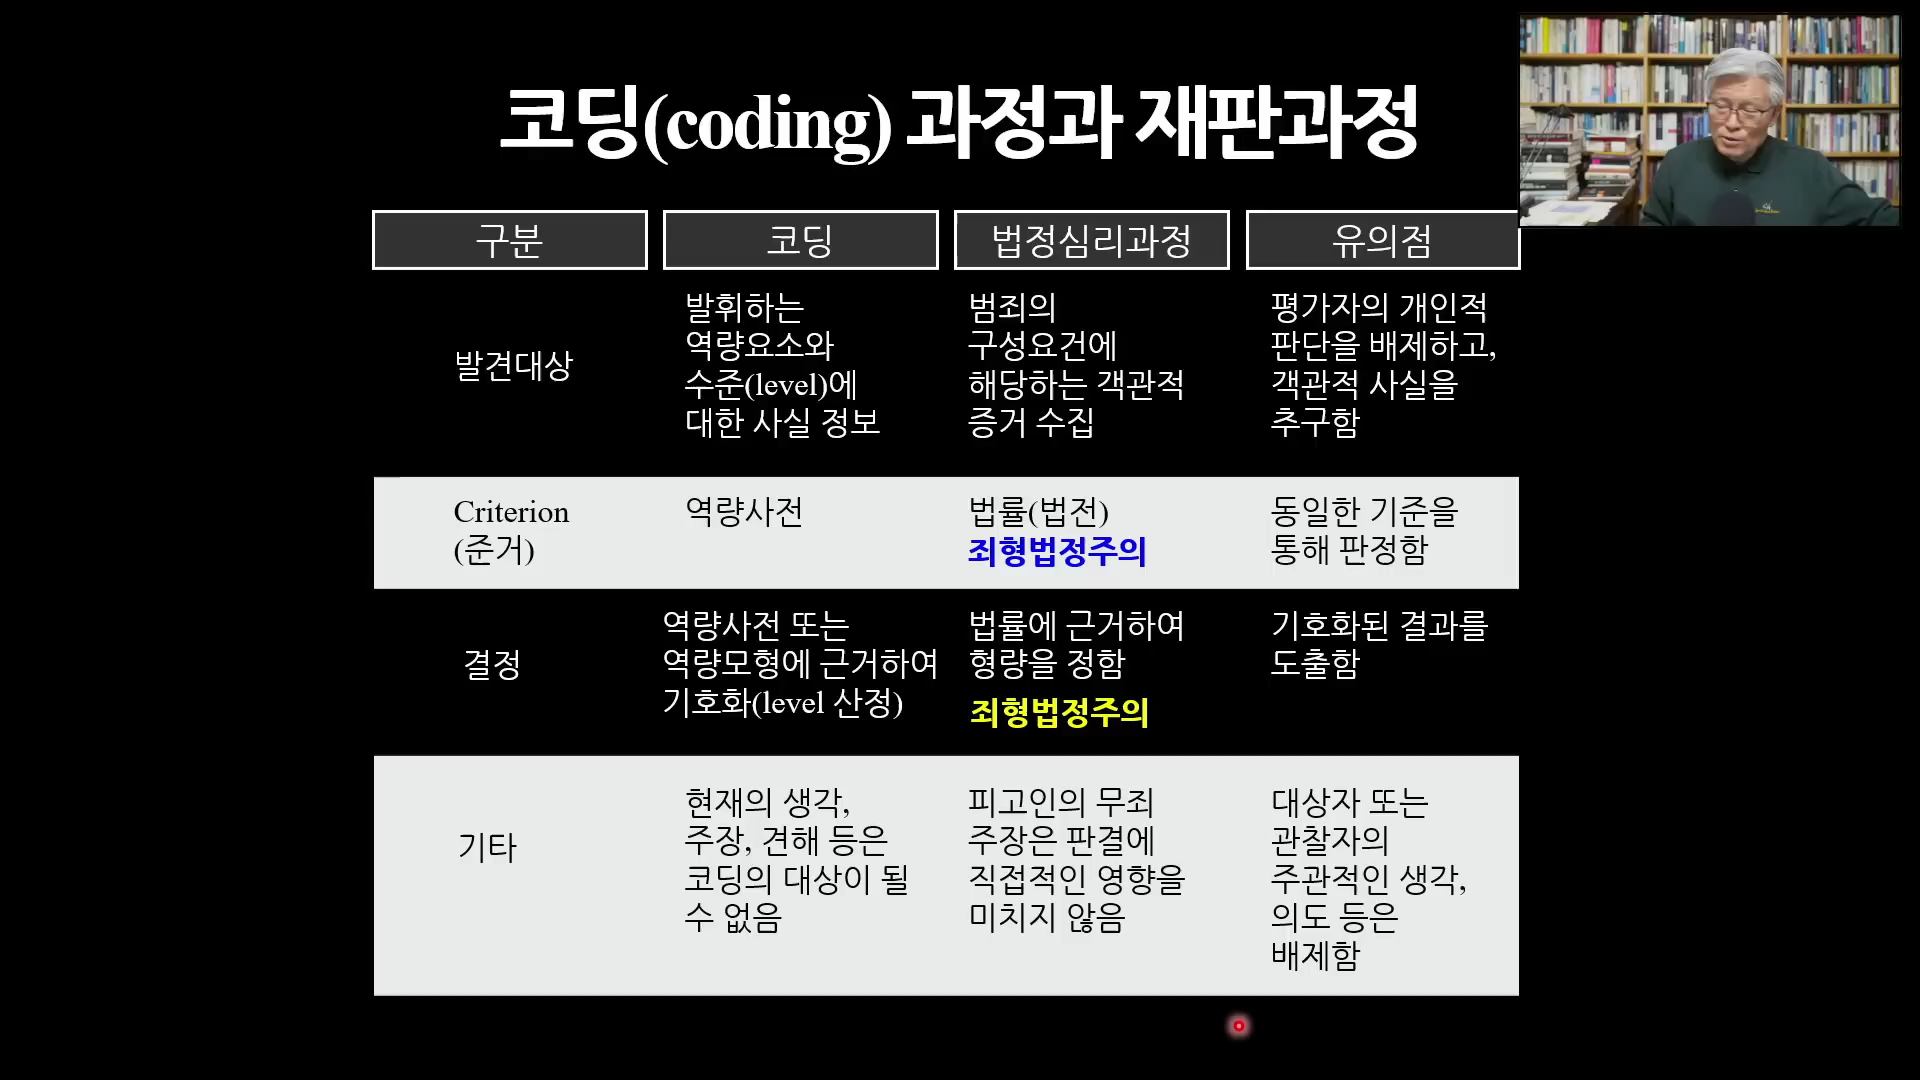 코딩(coding) 과정과 재판과정
구분
코딩
법정심리과정
유의점
발견대상
발휘하는
역량요소와
수준(level)에
대한 사실 정보
범죄의
구성요건에
해당하는 객관적
증거 수집
평가자의 개인적
판단을 배제하고,
객관적 사실을
추구함
Criterion
(준거)
역량사전
법률(법전)
죄형법정주의
동일한 기준을
통해 판정함
결정
역량사전 또는
역량모형에 근거하여
기호화(level 산정)
법률에 근거하여
형량을 정함
죄형법정주의
기호화된 결과를
도출함
기타
현재의 생각,
주장, 견해 등은
코딩의 대상이 될
수 없음
피고인의 무죄
주장은 판결에
직접적인 영향을
미치지 않음
대상자 또는
관찰자의
주관적인 생각,
의도 등은
배제함